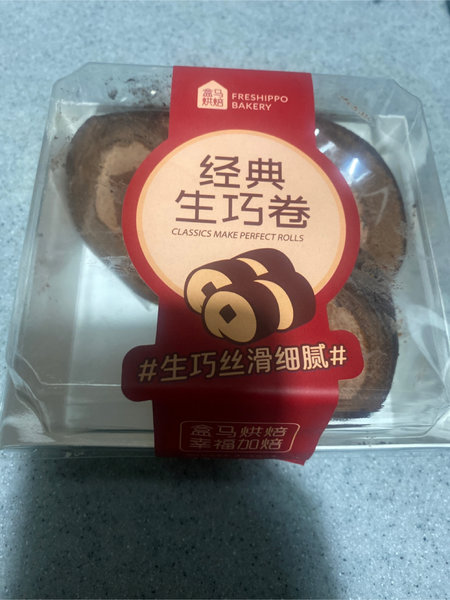 盒马
烘焙
FRESHIPPO
BAKERY
经典
生巧卷
CLASSICS MAKE PERFECT ROLLS
#生巧丝滑细腻#
盒马烘焙
幸福加焙